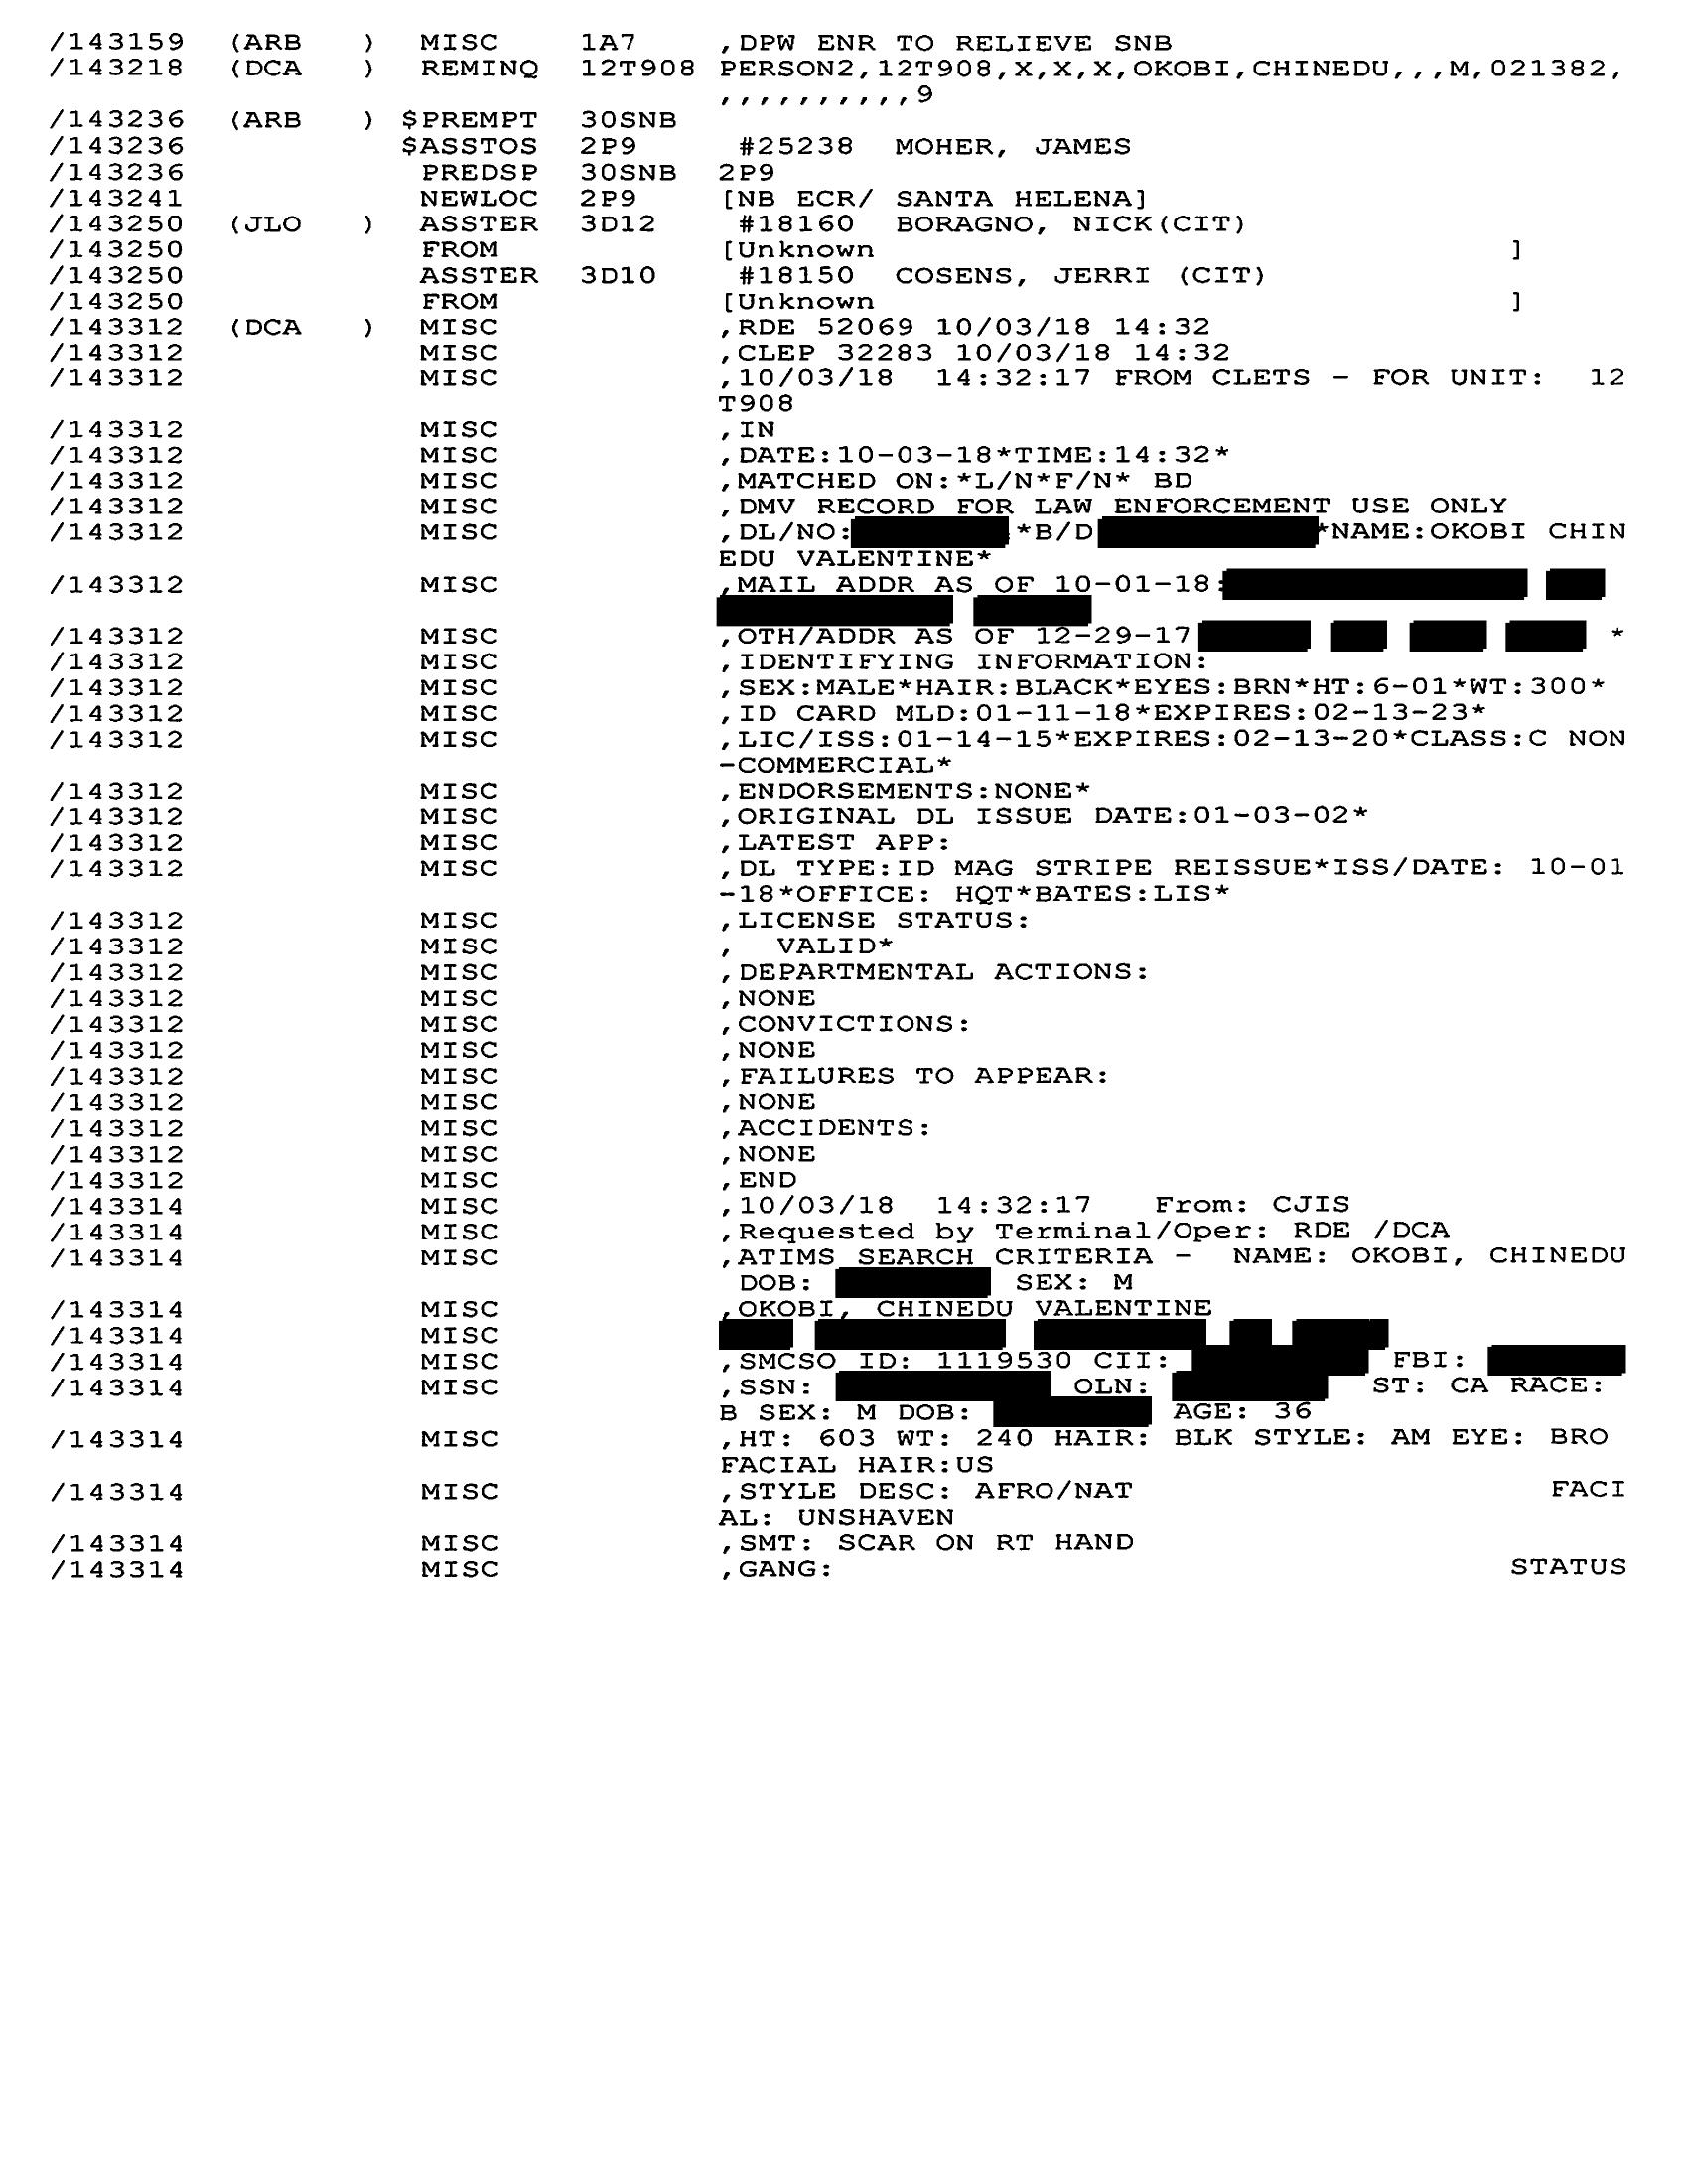 /143159 (ARB ) MISC 1A7 ,DPW ENR TO RELIEVE SNB
/143218 (DCA ) REMINQ 12T908 PERSON2,12T908,X,X,X,OKOBI,CHINEDU,,,M,021382,
,,,,,,,,,,9
/143236 (ARB ) $PREMPT 30SNB
/143236 $ASSTOS 2P9 #25238 MOHER, JAMES
/143236 PREDSP 30SNB 2P9
/143241 NEWLOC 2P9 [NB ECR/ SANTA HELENA]
/143250 (JLO ) ASSTER 3D12 #18160 BORAGNO, NICK(CIT)
/143250 FROM [Unknown ]
/143250 ASSTER 3D10 #18150 COSENS, JERRI (CIT)
/143250 FROM [Unknown ]
/143312 (DCA ) MISC ,RDE 52069 10/03/18 14:32
/143312 MISC ,CLEP 32283 10/03/18 14:32
/143312 MISC ,10/03/18 14:32:17 FROM CLETS - FOR UNIT: 12
T908
/143312 MISC ,IN
/143312 MISC ,DATE:10-03-18*TIME:14:32*
/143312 MISC ,MATCHED ON:*L/N*F/N* BD
/143312 MISC ,DMV RECORD FOR LAW ENFORCEMENT USE ONLY
/143312 MISC ,DL/NO: *B/D *NAME:OKOBI CHIN
EDU VALENTINE*
/143312 MISC ,MAIL ADDR AS OF 10-01-18:
/143312 MISC ,OTH/ADDR AS OF 12-29-17 *
/143312 MISC ,IDENTIFYING INFORMATION:
/143312 MISC ,SEX:MALE*HAIR:BLACK*EYES:BRN*HT:6-01*WT:300*
/143312 MISC ,ID CARD MLD:01-11-18*EXPIRES:02-13-23*
/143312 MISC ,LIC/ISS:01-14-15*EXPIRES:02-13-20*CLASS:C NON
-COMMERCIAL*
/143312 MISC ,ENDORSEMENTS:NONE*
/143312 MISC ,ORIGINAL DL ISSUE DATE:01-03-02*
/143312 MISC ,LATEST APP:
/143312 MISC ,DL TYPE:ID MAG STRIPE REISSUE*ISS/DATE: 10-01
-18*OFFICE: HQT*BATES:LIS*
/143312 MISC ,LICENSE STATUS:
/143312 MISC , VALID*
/143312 MISC ,DEPARTMENTAL ACTIONS:
/143312 MISC ,NONE
/143312 MISC ,CONVICTIONS:
/143312 MISC ,NONE
/143312 MISC ,FAILURES TO APPEAR:
/143312 MISC ,NONE
/143312 MISC ,ACCIDENTS:
/143312 MISC ,NONE
/143312 MISC ,END
/143314 MISC ,10/03/18 14:32:17 From: CJIS
/143314 MISC ,Requested by Terminal/Oper: RDE /DCA
/143314 MISC ,ATIMS SEARCH CRITERIA - NAME: OKOBI, CHINEDU
DOB: SEX: M
/143314 MISC ,OKOBI, CHINEDU VALENTINE
/143314 MISC
/143314 MISC ,SMCSO ID: 1119530 CII: FBI:
/143314 MISC ,SSN: OLN: ST: CA RACE:
B SEX: M DOB: AGE: 36
/143314 MISC ,HT: 603 WT: 240 HAIR: BLK STYLE: AM EYE: BRO
FACIAL HAIR:US
/143314 MISC ,STYLE DESC: AFRO/NAT FACI
AL: UNSHAVEN
/143314 MISC ,SMT: SCAR ON RT HAND
/143314 MISC ,GANG: STATUS